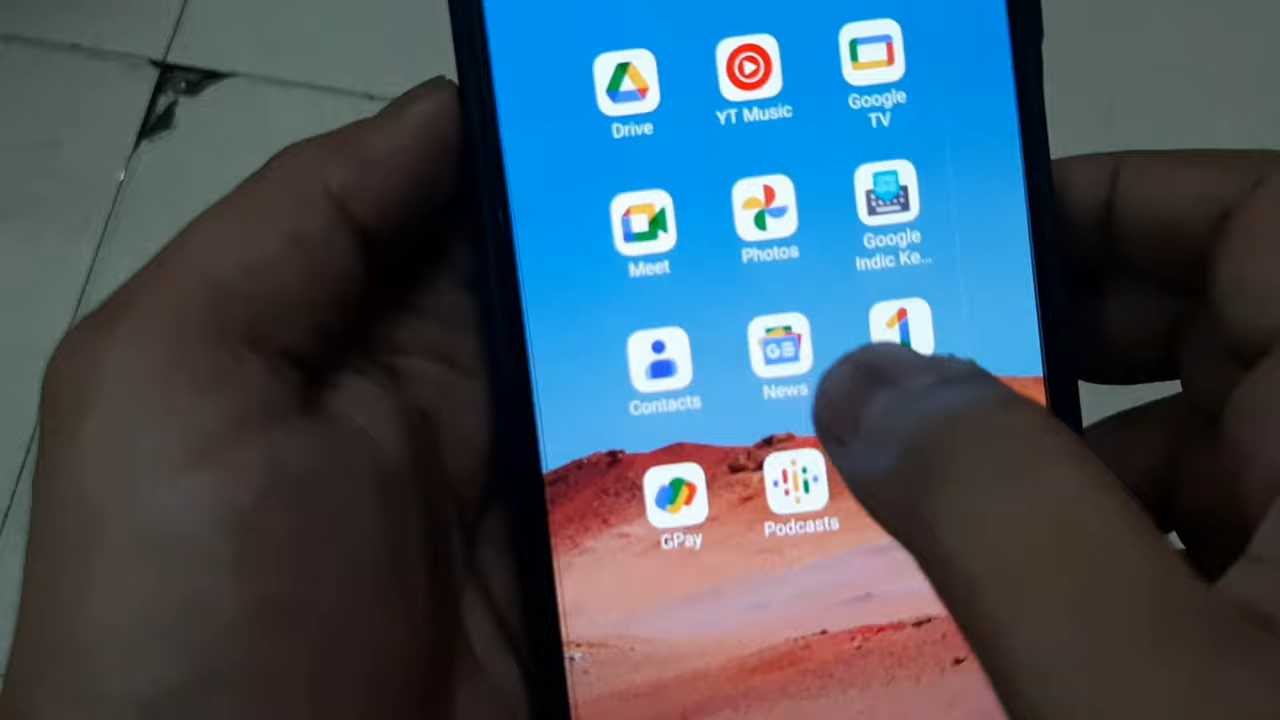 Drive
YT Music
Google
TV
Meet
Photos
Google
Indic Ke...
Contacts
News
GPay
Podcasts